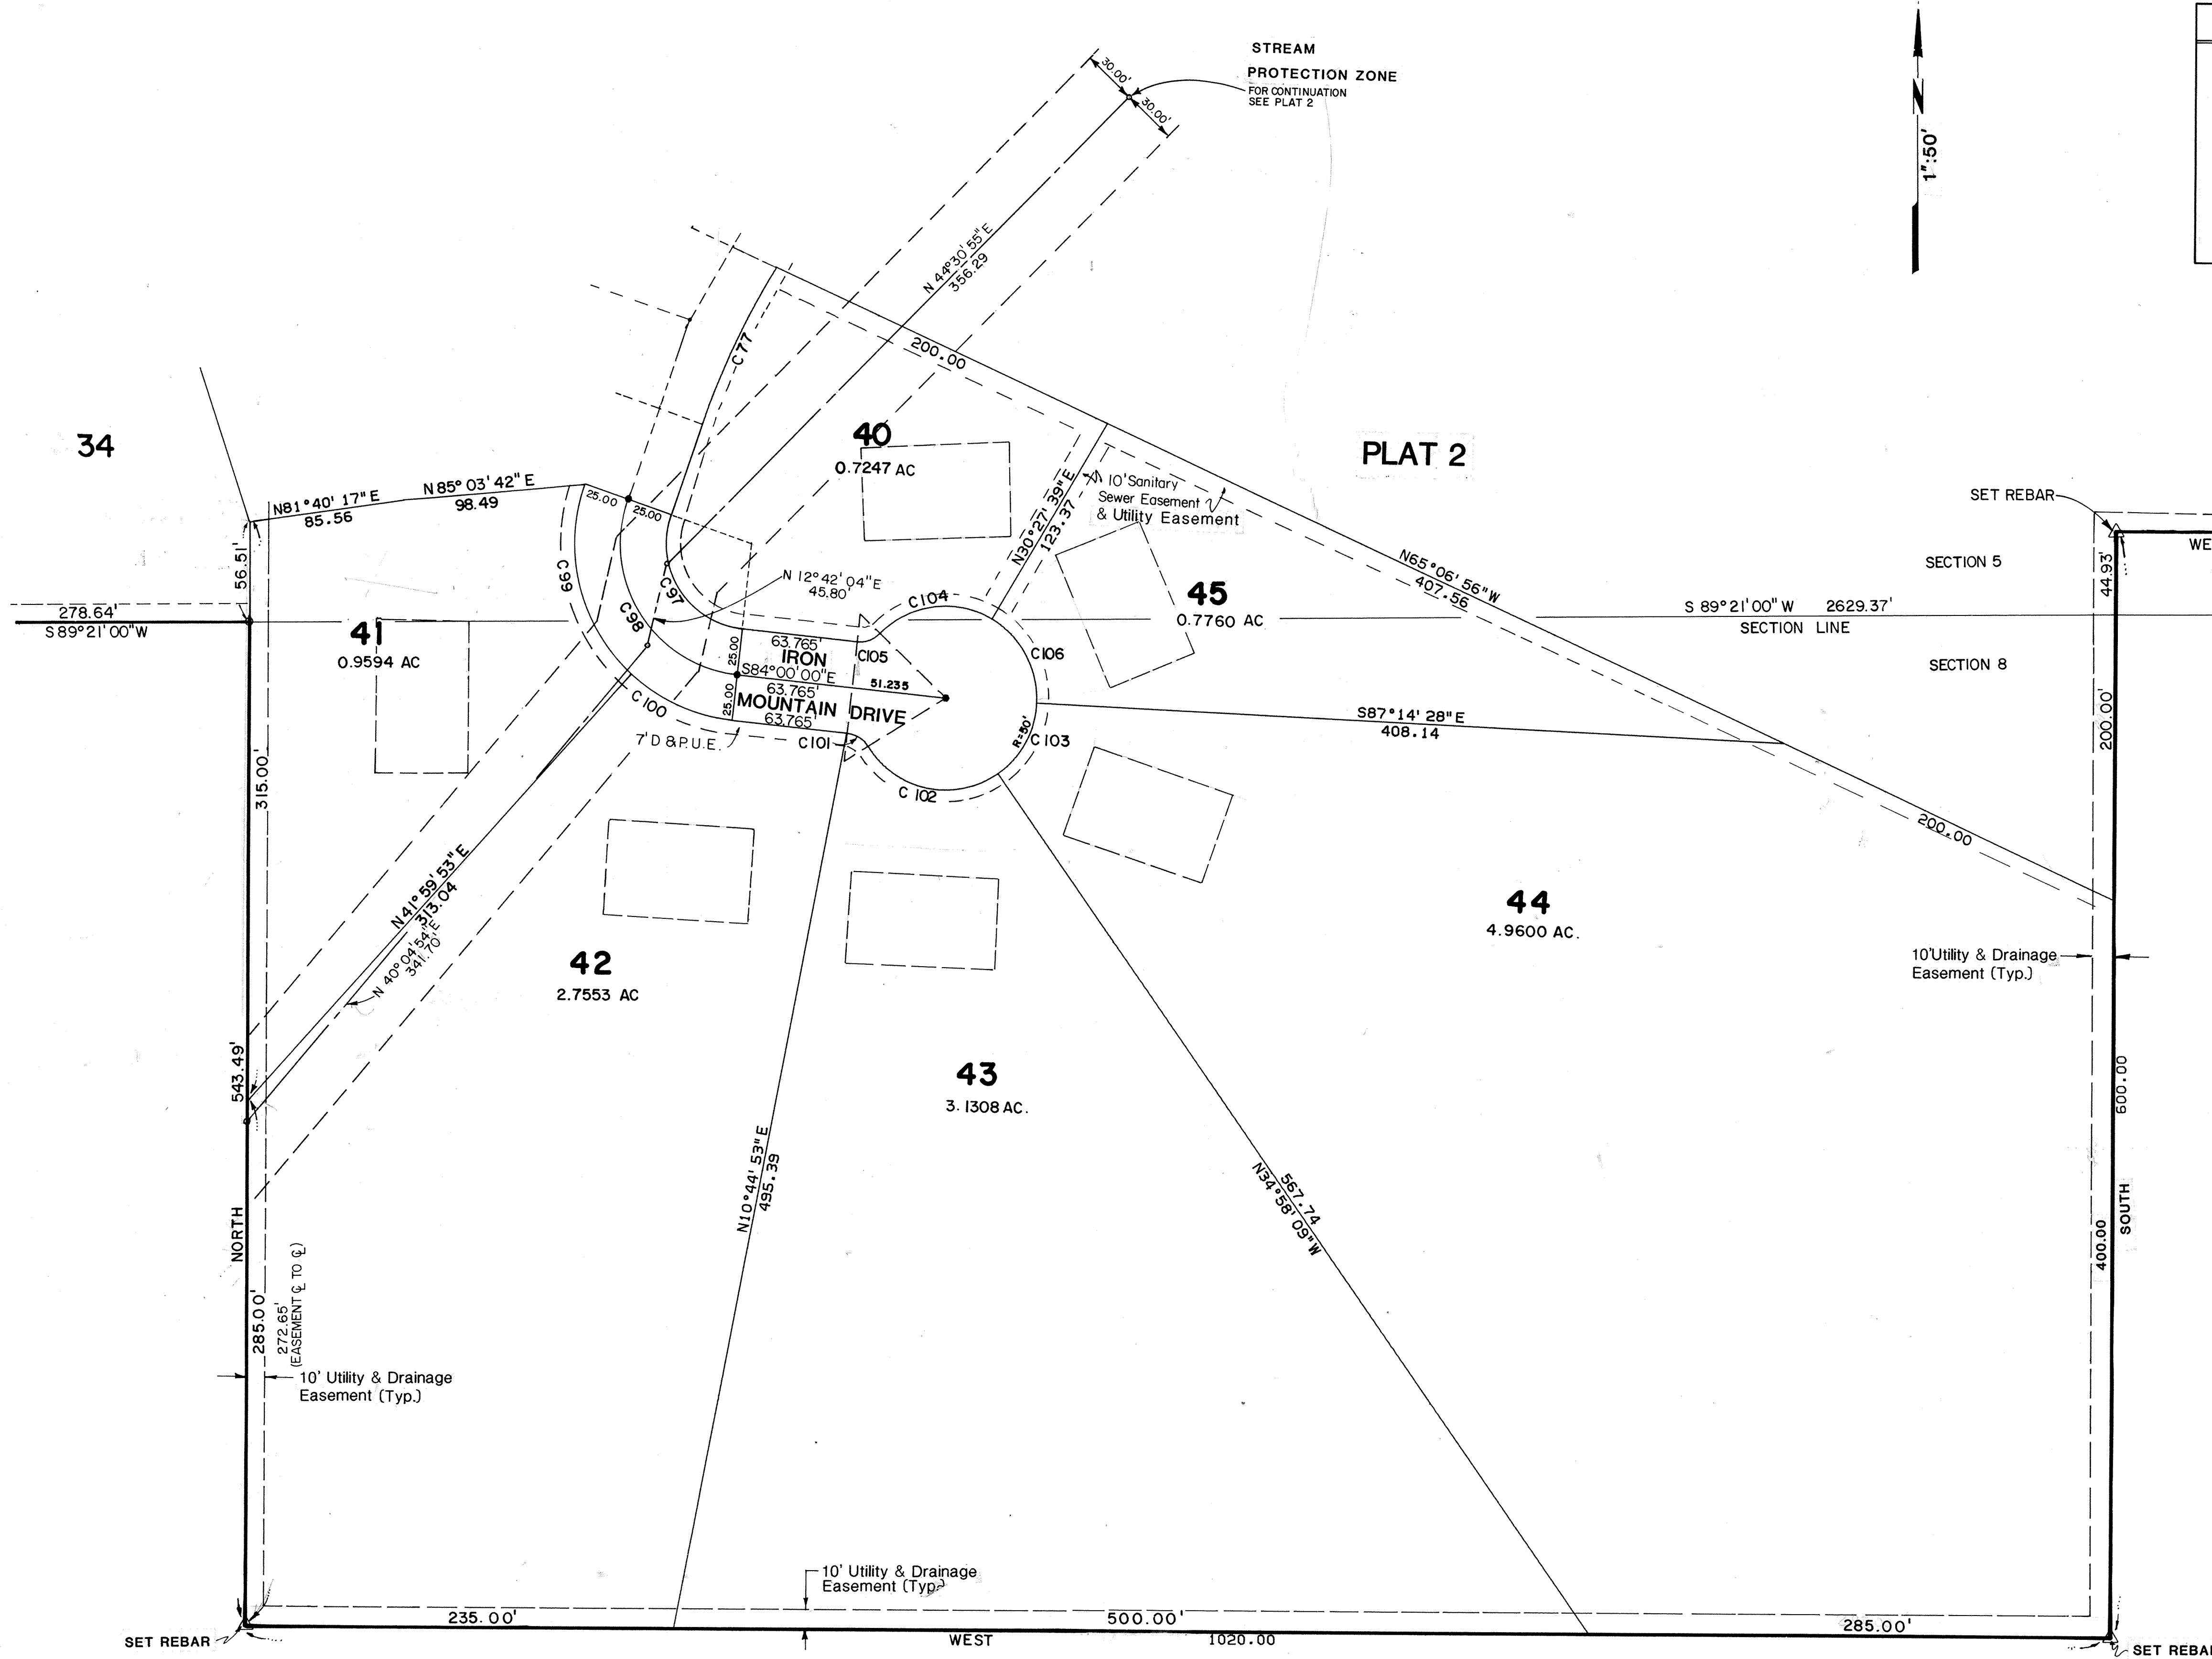 STREAM
PROTECTION ZONE
FOR CONTINUATION
SEE PLAT 2
30.00'
30.00'
N
1":50'
N 44°30'55"E
356.29
C77
200.00
34
40
0.7247 AC
PLAT 2
10'Sanitary
Sewer Easement
& Utility Easement
N30°27'39"E
123.37
N81°40'17"E
85.56
N85°03'42"E
98.49
25.00
25.00
SET REBAR
WE
SECTION 5
44.93'
56.51'
C99
C97
C98
N 12°42'04"E
45.80'
C104
45
0.7760 AC
N65°06'56"W
407.56
S 89°21'00"W 2629.37'
SECTION LINE
SECTION 8
278.64'
S89°21'00"W
41
0.9594 AC
25.00
63.765'
IRON
C105
C106
S84°00'00"E
51.235
63.765'
MOUNTAIN DRIVE
25.00
63.765'
C100
7' D & P.U.E.
C101
R=50'
C103
C 102
S87°14'28"E
408.14
200.00'
315.00'
200.00
N41°59'53"E
313.04
N 40°04'54"E
341.70'
42
2.7553 AC
44
4.9600 AC.
10'Utility & Drainage
Easement (Typ.)
43
3.1308 AC.
543.49'
600.00
N10°44'53"E
495.39
567.74
N34°58'09"W
NORTH
SOUTH
400.00
285.00'
272.65'
(EASEMENT ℄ TO ℄)
10' Utility & Drainage
Easement (Typ.)
10' Utility & Drainage
Easement (Typ.)
235.00'
500.00'
285.00'
WEST
1020.00
SET REBAR
SET REBAR